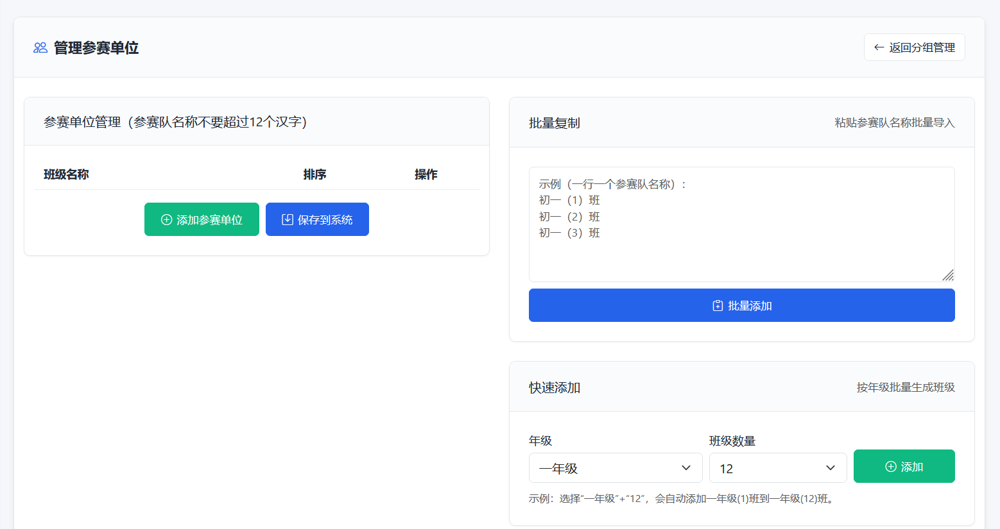 管理参赛单位
返回分组管理
参赛单位管理（参赛队名称不要超过12个汉字）
班级名称 排序 操作
添加参赛单位 保存到系统
批量复制 粘贴参赛队名称批量导入
示例（一行一个参赛队名称）：
初一（1）班
初一（2）班
初一（3）班
批量添加
快速添加 按年级批量生成班级
年级 班级数量
一年级 12 添加
示例：选择“一年级”+“12”，会自动添加一年级(1)班到一年级(12)班。